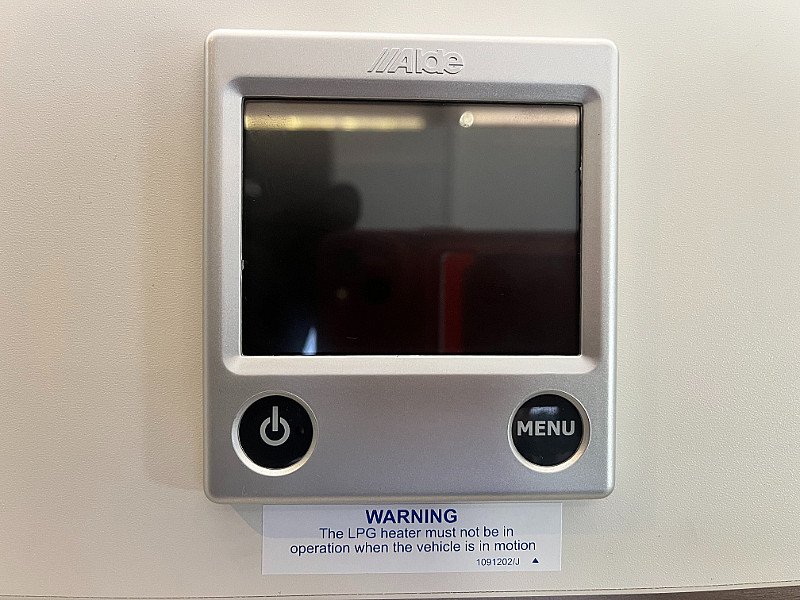 Alde
MENU
WARNING
The LPG heater must not be in
operation when the vehicle is in motion
1091202/J ▲